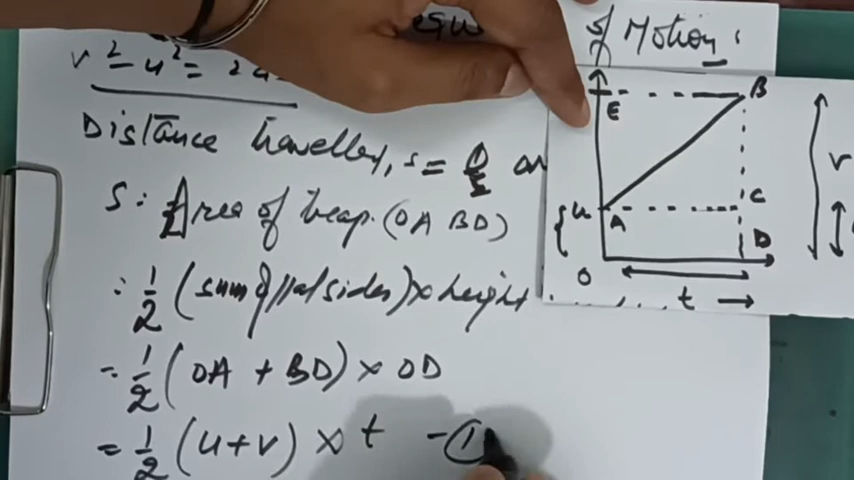 of Motion :
v² - u² = 2a
Distance travelled, s =
s : Area of trap. (OABD)
: 1/2 (sum of //al sides) × height
= 1/2 (OA + BD) × OD
= 1/2 (u+v) × t - ①
E
B
v
u
A
C
D
O
t →